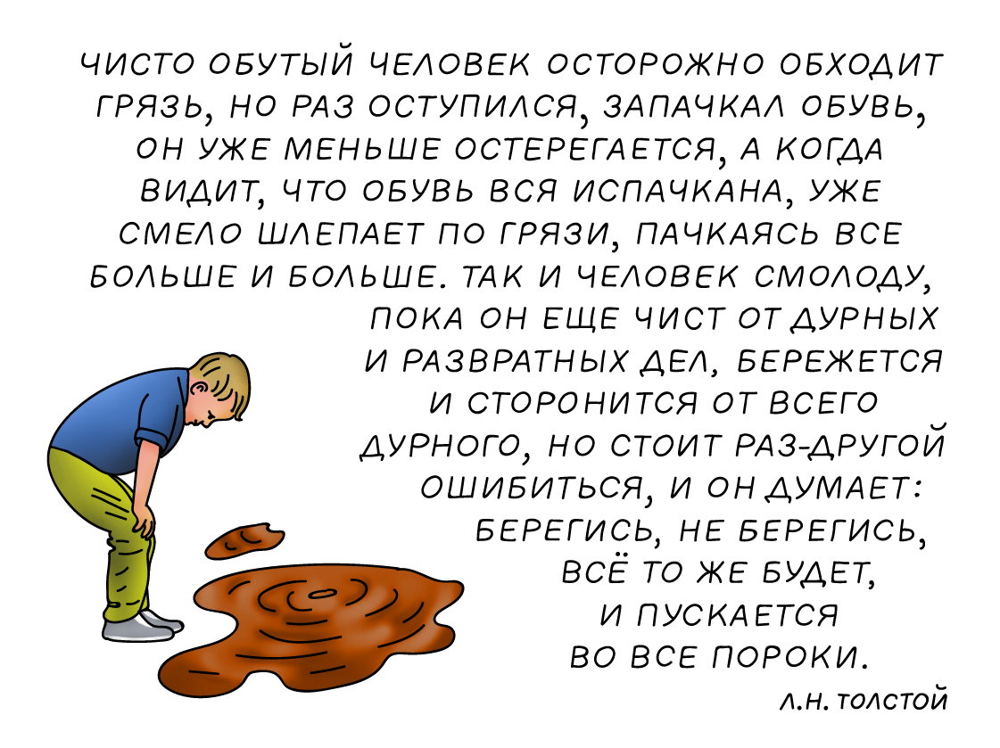 ЧИСТО ОБУТЫЙ ЧЕЛОВЕК ОСТОРОЖНО ОБХОДИТ
ГРЯЗЬ, НО РАЗ ОСТУПИЛСЯ, ЗАПАЧКАЛ ОБУВЬ,
ОН УЖЕ МЕНЬШЕ ОСТЕРЕГАЕТСЯ, А КОГДА
ВИДИТ, ЧТО ОБУВЬ ВСЯ ИСПАЧКАНА, УЖЕ
СМЕЛО ШЛЕПАЕТ ПО ГРЯЗИ, ПАЧКАЯСЬ ВСЕ
БОЛЬШЕ И БОЛЬШЕ. ТАК И ЧЕЛОВЕК СМОЛОДУ,
ПОКА ОН ЕЩЕ ЧИСТ ОТ ДУРНЫХ
И РАЗВРАТНЫХ ДЕЛ, БЕРЕЖЕТСЯ
И СТОРОНИТСЯ ОТ ВСЕГО
ДУРНОГО, НО СТОИТ РАЗ-ДРУГОЙ
ОШИБИТЬСЯ, И ОН ДУМАЕТ:
БЕРЕГИСЬ, НЕ БЕРЕГИСЬ,
ВСЁ ТО ЖЕ БУДЕТ,
И ПУСКАЕТСЯ
ВО ВСЕ ПОРОКИ.
Л.Н. ТОЛСТОЙ